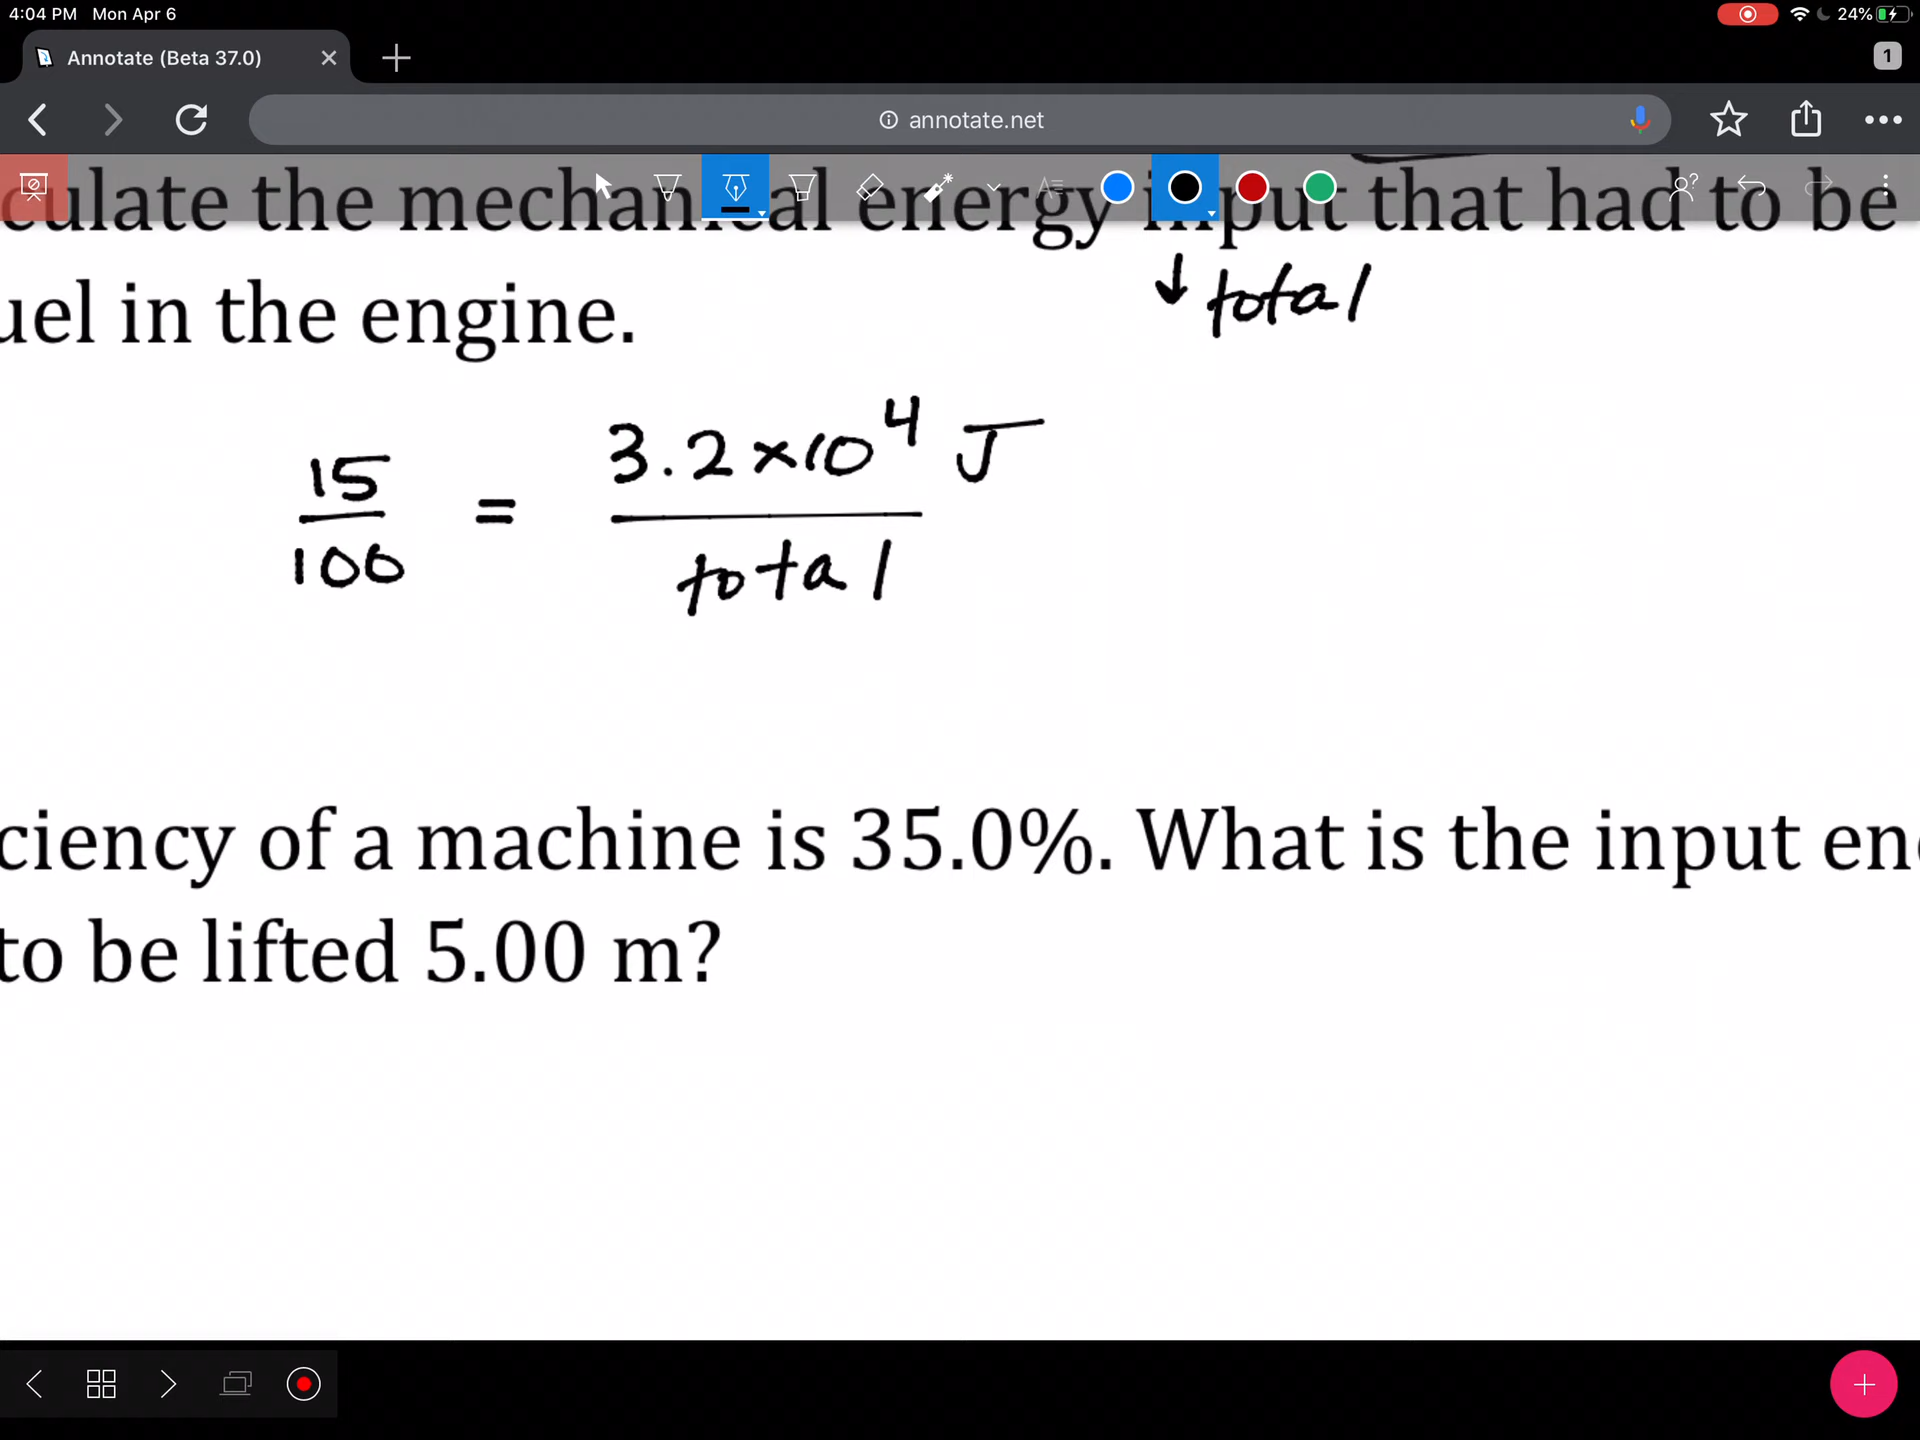 4:04 PM Mon Apr 6
24%
Annotate (Beta 37.0)
1
annotate.net
culate the mechanical energy input that had to be
↓ total
uel in the engine.
15/100 = 3.2×10⁴ J/total
ciency of a machine is 35.0%. What is the input en
to be lifted 5.00 m?